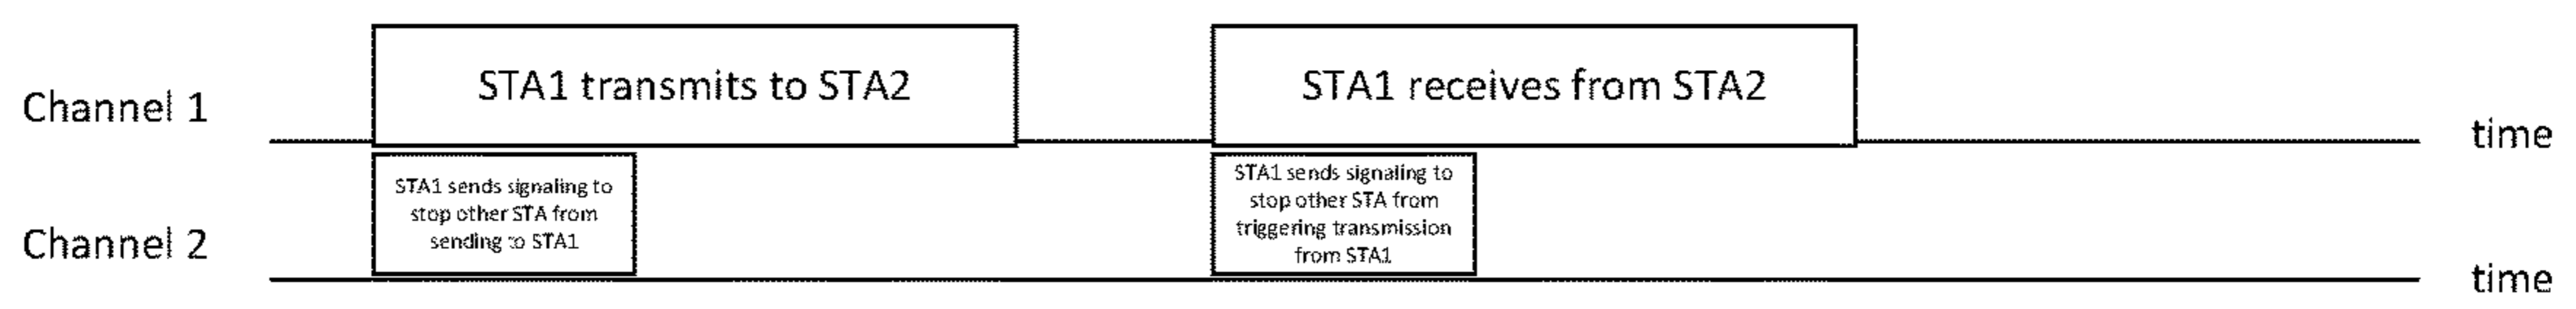 Channel 1
STA1 transmits to STA2
STA1 receives from STA2
time
Channel 2
STA1 sends signaling to
stop other STA from
sending to STA1
STA1 sends signaling to
stop other STA from
triggering transmission
from STA1
time